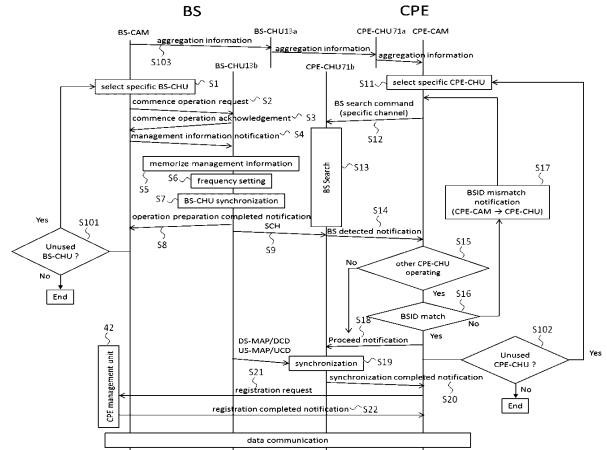 BS
CPE
BS-CAM
BS-CHU13a
CPE-CHU71a
CPE-CAM
aggregation information
aggregation information
aggregation information
S103
BS-CHU13b
CPE-CHU71b
select specific BS-CHU
S1
S11
select specific CPE-CHU
commence operation request
S2
commence operation acknowledgement
S3
BS search command
(specific channel)
S12
management information notification
S4
BS Search
S13
S17
memorize management information
S5
S6
frequency setting
BSID mismatch
notification
(CPE-CAM → CPE-CHU)
S7
BS-CHU synchronization
operation preparation completed notification
S14
Yes
S101
S8
SCH
S9
BS detected notification
Unused
BS-CHU ?
S15
No
other CPE-CHU
operating
No
End
Yes
S16
S18
BSID match
No
S102
42
Proceed notification
Yes
DS-MAP/DCD
US-MAP/UCD
Unused
CPE-CHU ?
Yes
CPE management unit
synchronization
S19
S21
synchronization completed notification
registration request
S20
No
registration completed notification
S22
End
data communication